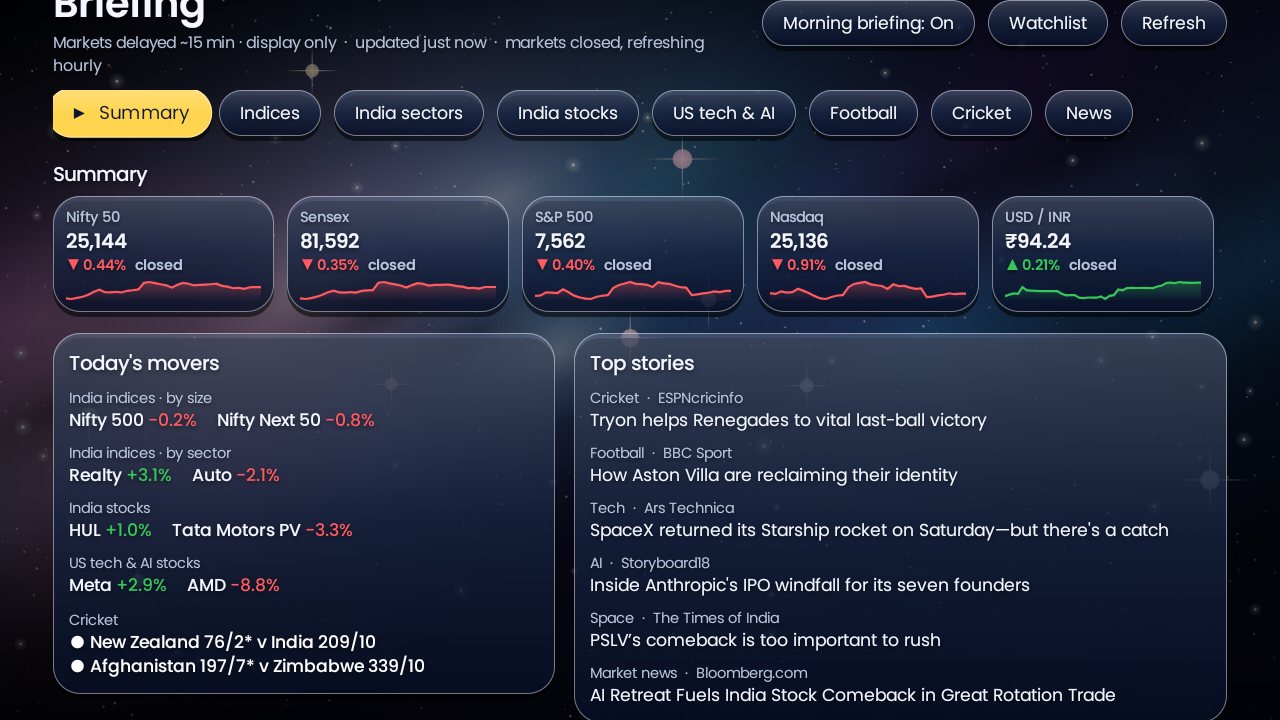 Briefing
Markets delayed ~15 min · display only · updated just now · markets closed, refreshing
hourly
Morning briefing: On
Watchlist
Refresh
► Summary
Indices
India sectors
India stocks
US tech & AI
Football
Cricket
News
Summary
Nifty 50
25,144
▼ 0.44% closed
Sensex
81,592
▼ 0.35% closed
S&P 500
7,562
▼ 0.40% closed
Nasdaq
25,136
▼ 0.91% closed
USD / INR
₹94.24
▲ 0.21% closed
Today's movers
India indices · by size
Nifty 500 −0.2% Nifty Next 50 −0.8%
India indices · by sector
Realty +3.1% Auto −2.1%
India stocks
HUL +1.0% Tata Motors PV −3.3%
US tech & AI stocks
Meta +2.9% AMD −8.8%
Cricket
● New Zealand 76/2* v India 209/10
● Afghanistan 197/7* v Zimbabwe 339/10
Top stories
Cricket · ESPNcricinfo
Tryon helps Renegades to vital last-ball victory
Football · BBC Sport
How Aston Villa are reclaiming their identity
Tech · Ars Technica
SpaceX returned its Starship rocket on Saturday—but there's a catch
AI · Storyboard18
Inside Anthropic's IPO windfall for its seven founders
Space · The Times of India
PSLV’s comeback is too important to rush
Market news · Bloomberg.com
AI Retreat Fuels India Stock Comeback in Great Rotation Trade